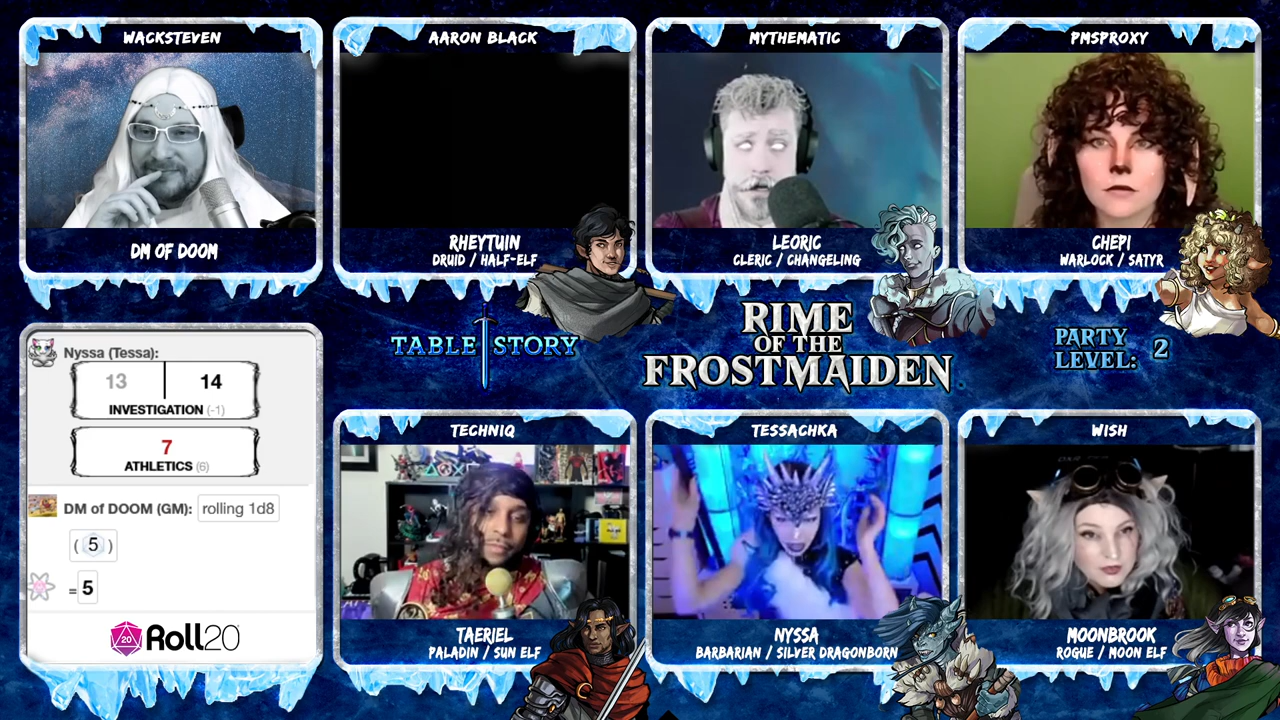 WACKSTEVEN
DM OF DOOM
AARON BLACK
RHEYTUIN
DRUID / HALF-ELF
MYTHEMATIC
LEORIC
CLERIC / CHANGELING
PMSPROXY
CHEPI
WARLOCK / SATYR
TABLE STORY
RIME
OF THE
FROSTMAIDEN
PARTY
LEVEL: 2
Nyssa (Tessa):
13 14
INVESTIGATION (-1)
7
ATHLETICS (6)
DM of DOOM (GM): rolling 1d8
(5)
=5
20 Roll20
TECHNIQ
TAERIEL
PALADIN / SUN ELF
TESSACHKA
NYSSA
BARBARIAN / SILVER DRAGONBORN
WISH
MOONBROOK
ROGUE / MOON ELF